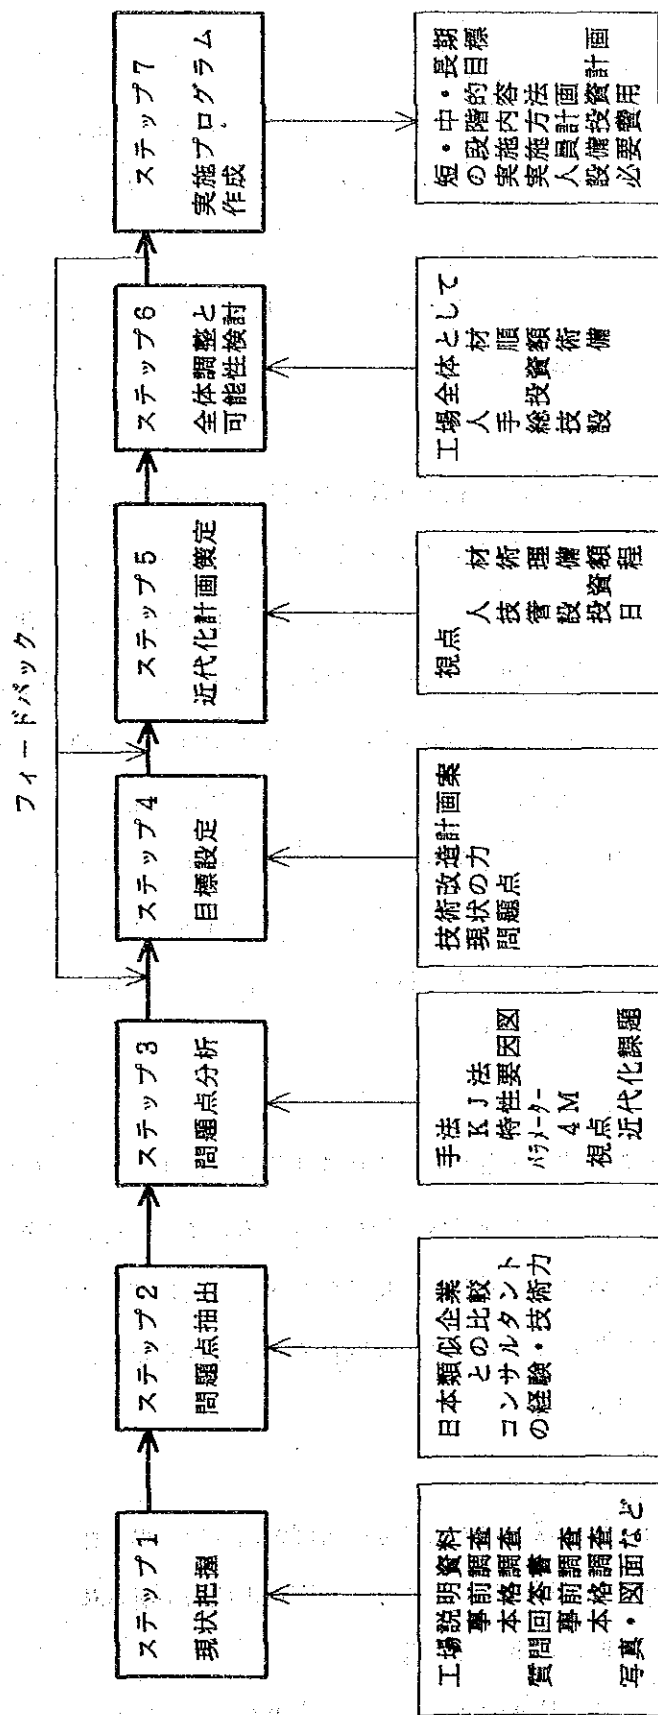 フィードバック
ステップ1
現状把握
ステップ2
問題点抽出
ステップ3
問題点分析
ステップ4
目標設定
ステップ5
近代化計画策定
ステップ6
全体調整と
可能性検討
ステップ7
実施プログラム
作成
工場説明資料
事前調査
本格調査
質問回答書
事前調査
本格調査
写真・図面など
日本類似企業
との比較
コンサルタント
の経験・技術力
手法
KJ法
特性要因図
パラメーター
4M
視点
近代化課題
技術改造計画案
現状の力
問題点
視点
人材
技術
管理
設備
投資額
日程
工場全体として
人材
手順
総投資額
技術
設備
短・中・長期
の段階的目標
実施内容
実施方法
人員計画
設備投資計画
必要費用